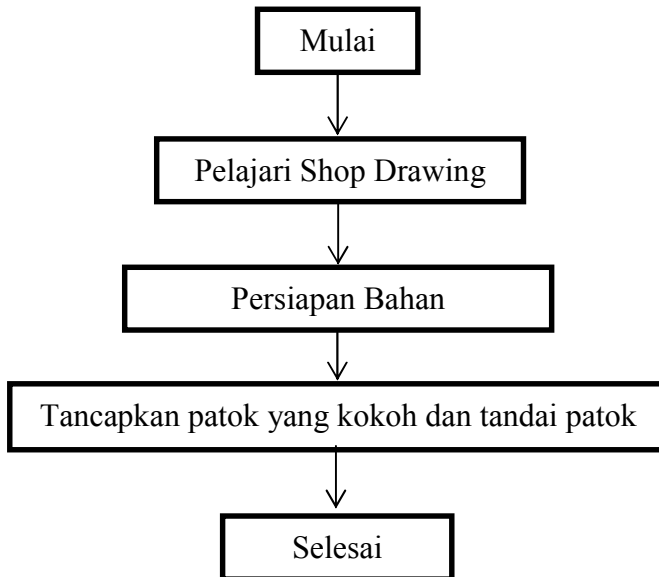 Mulai
Pelajari Shop Drawing
Persiapan Bahan
Tancapkan patok yang kokoh dan tandai patok
Selesai